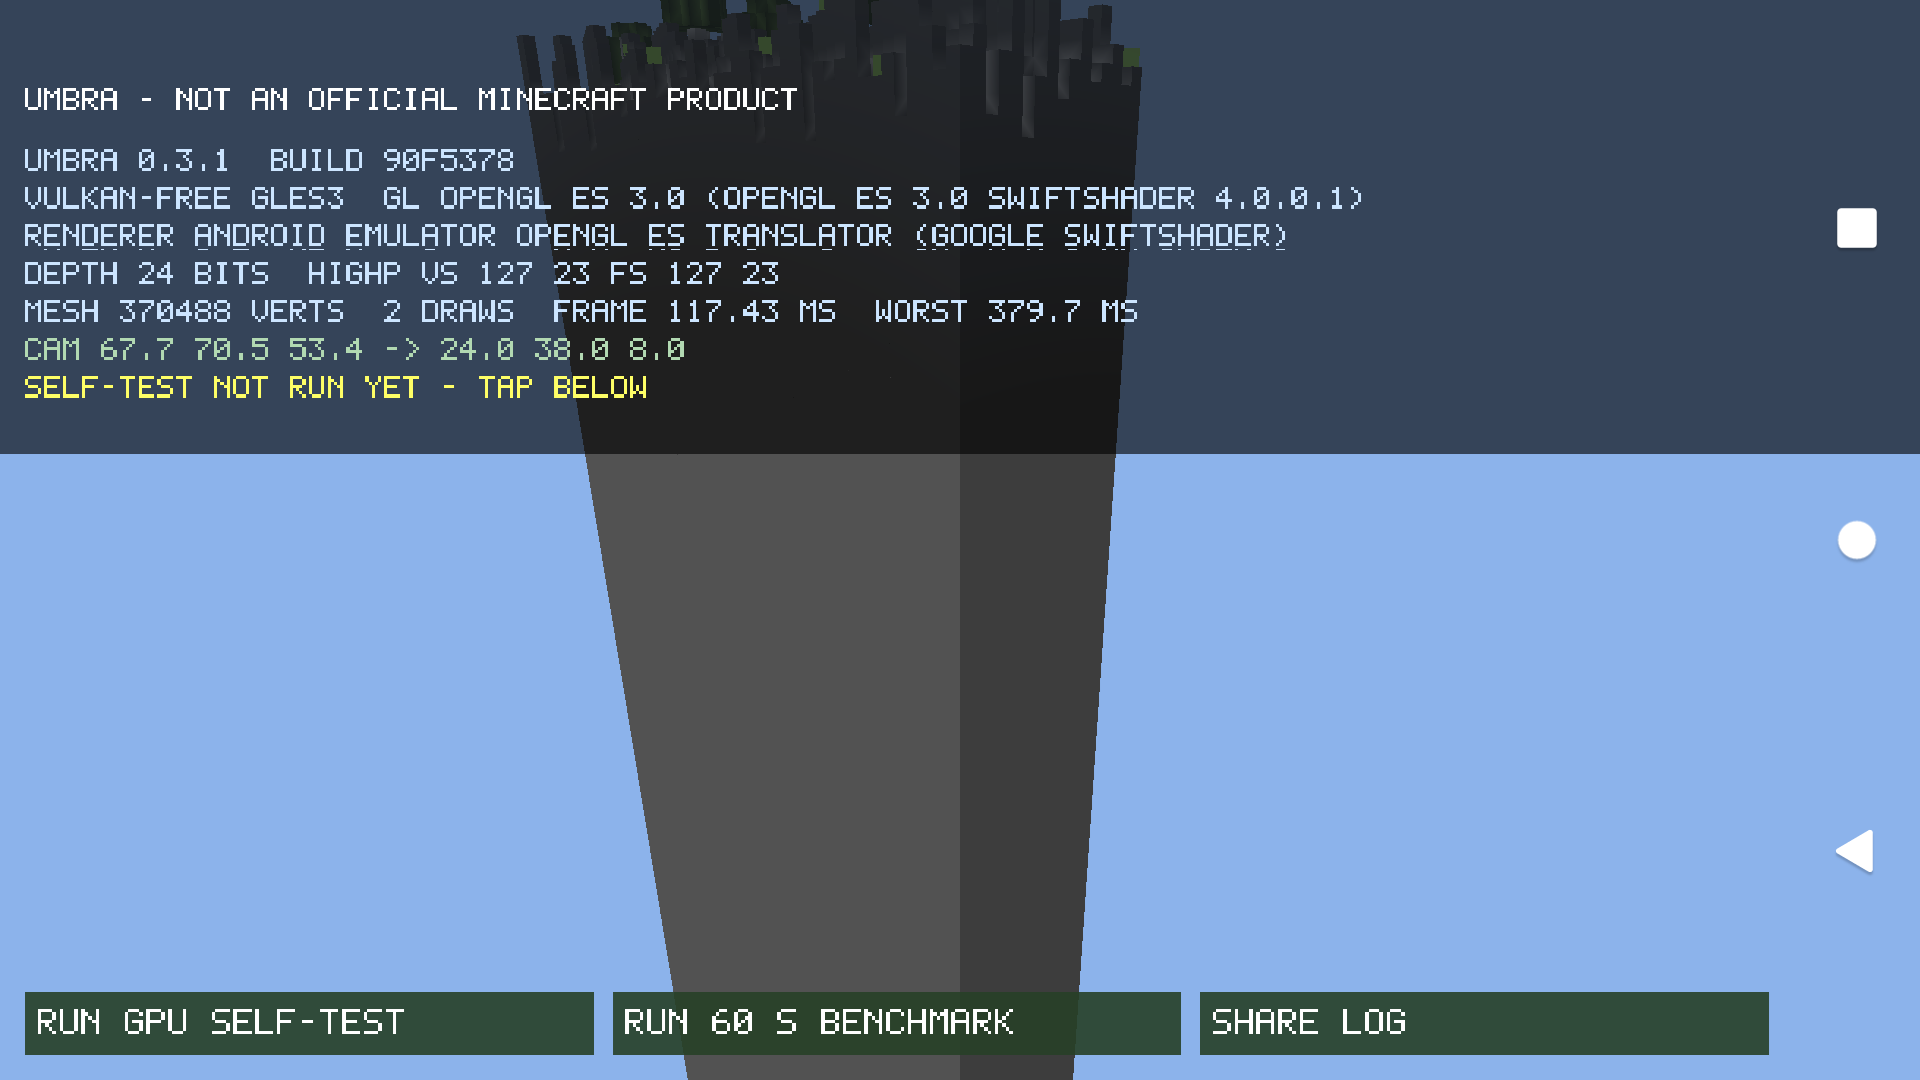 UMBRA - NOT AN OFFICIAL MINECRAFT PRODUCT
UMBRA 0.3.1 BUILD 90F5378
VULKAN-FREE GLES3 GL OPENGL ES 3.0 (OPENGL ES 3.0 SWIFTSHADER 4.0.0.1)
RENDERER ANDROID EMULATOR OPENGL ES TRANSLATOR (GOOGLE SWIFTSHADER)
DEPTH 24 BITS HIGHP VS 127 23 FS 127 23
MESH 370488 VERTS 2 DRAWS FRAME 117.43 MS WORST 379.7 MS
CAM 67.7 70.5 53.4 -> 24.0 38.0 8.0
SELF-TEST NOT RUN YET - TAP BELOW
RUN GPU SELF-TEST
RUN 60 S BENCHMARK
SHARE LOG